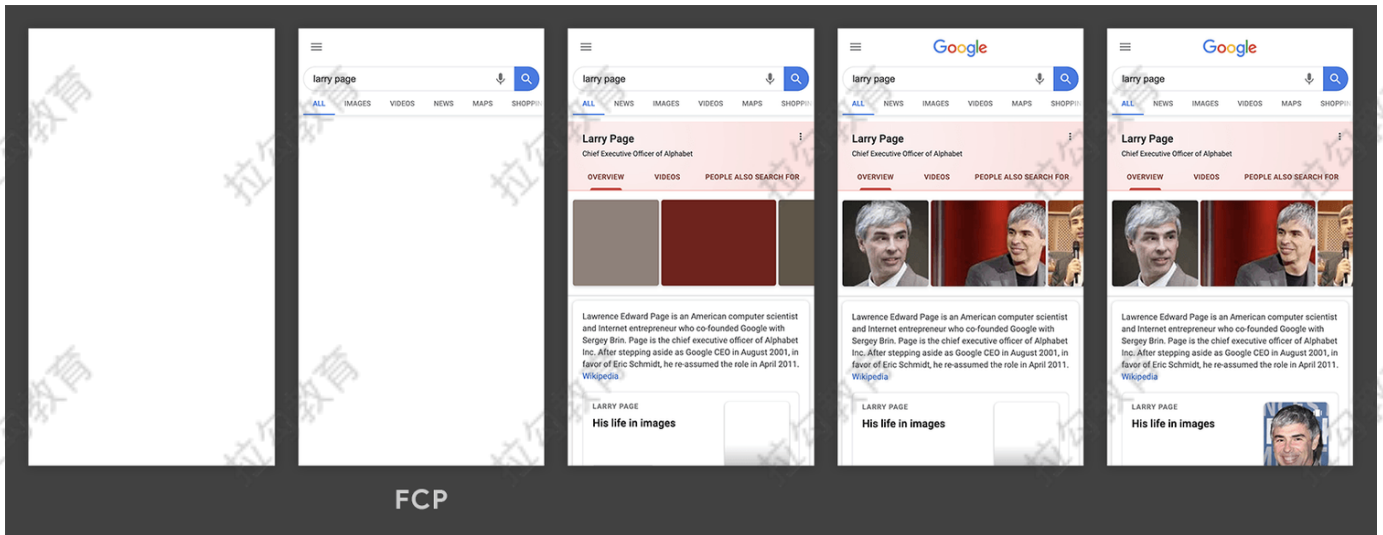 larry page
ALL IMAGES VIDEOS NEWS MAPS SHOPPIN
larry page
ALL NEWS IMAGES VIDEOS MAPS SHOPPIN
Larry Page
Chief Executive Officer of Alphabet
OVERVIEW VIDEOS PEOPLE ALSO SEARCH FOR
Lawrence Edward Page is an American computer scientist
and Internet entrepreneur who co-founded Google with
Sergey Brin. Page is the chief executive officer of Alphabet
Inc. After stepping aside as Google CEO in August 2001, in
favor of Eric Schmidt, he re-assumed the role in April 2011.
Wikipedia
LARRY PAGE
His life in images
Google
larry page
ALL NEWS IMAGES VIDEOS MAPS SHOPPIN
Larry Page
Chief Executive Officer of Alphabet
OVERVIEW VIDEOS PEOPLE ALSO SEARCH FOR
Lawrence Edward Page is an American computer scientist
and Internet entrepreneur who co-founded Google with
Sergey Brin. Page is the chief executive officer of Alphabet
Inc. After stepping aside as Google CEO in August 2001, in
favor of Eric Schmidt, he re-assumed the role in April 2011.
Wikipedia
LARRY PAGE
His life in images
Google
larry page
ALL NEWS IMAGES VIDEOS MAPS SHOPPIN
Larry Page
Chief Executive Officer of Alphabet
OVERVIEW VIDEOS PEOPLE ALSO SEARCH FOR
Lawrence Edward Page is an American computer scientist
and Internet entrepreneur who co-founded Google with
Sergey Brin. Page is the chief executive officer of Alphabet
Inc. After stepping aside as Google CEO in August 2001, in
favor of Eric Schmidt, he re-assumed the role in April 2011.
Wikipedia
LARRY PAGE
His life in images
FCP
拉勾教育